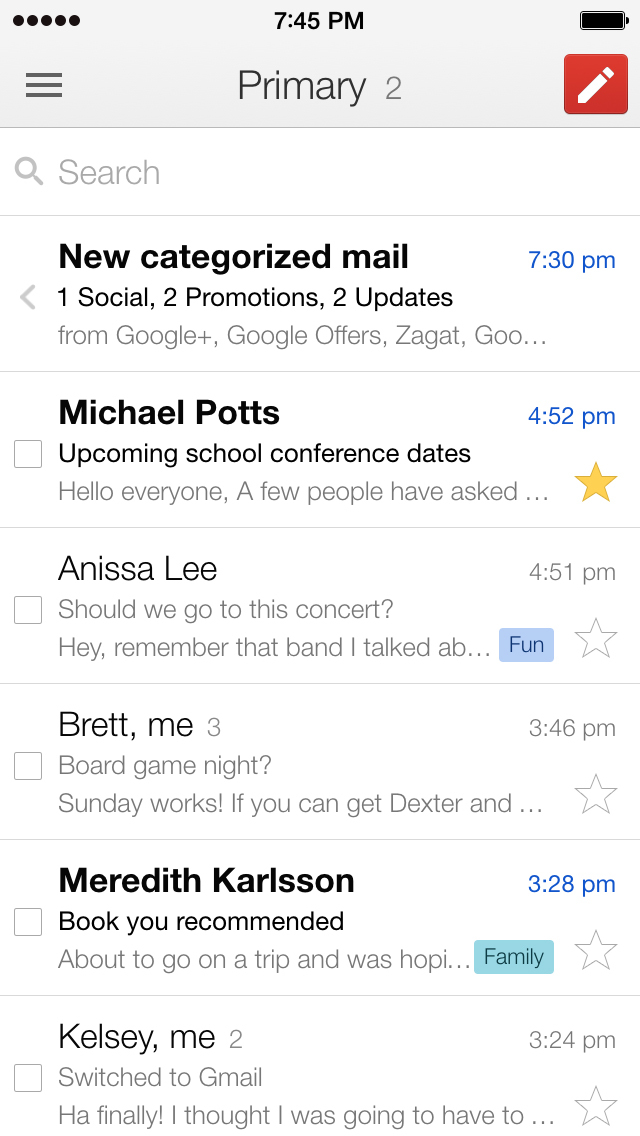 7:45 PM
Primary 2
Search
New categorized mail 7:30 pm
1 Social, 2 Promotions, 2 Updates
from Google+, Google Offers, Zagat, Goo…
Michael Potts 4:52 pm
Upcoming school conference dates
Hello everyone, A few people have asked …
Anissa Lee 4:51 pm
Should we go to this concert?
Hey, remember that band I talked ab… Fun
Brett, me 3 3:46 pm
Board game night?
Sunday works! If you can get Dexter and …
Meredith Karlsson 3:28 pm
Book you recommended
About to go on a trip and was hopi… Family
Kelsey, me 2 3:24 pm
Switched to Gmail
Ha finally! I thought I was going to have to …